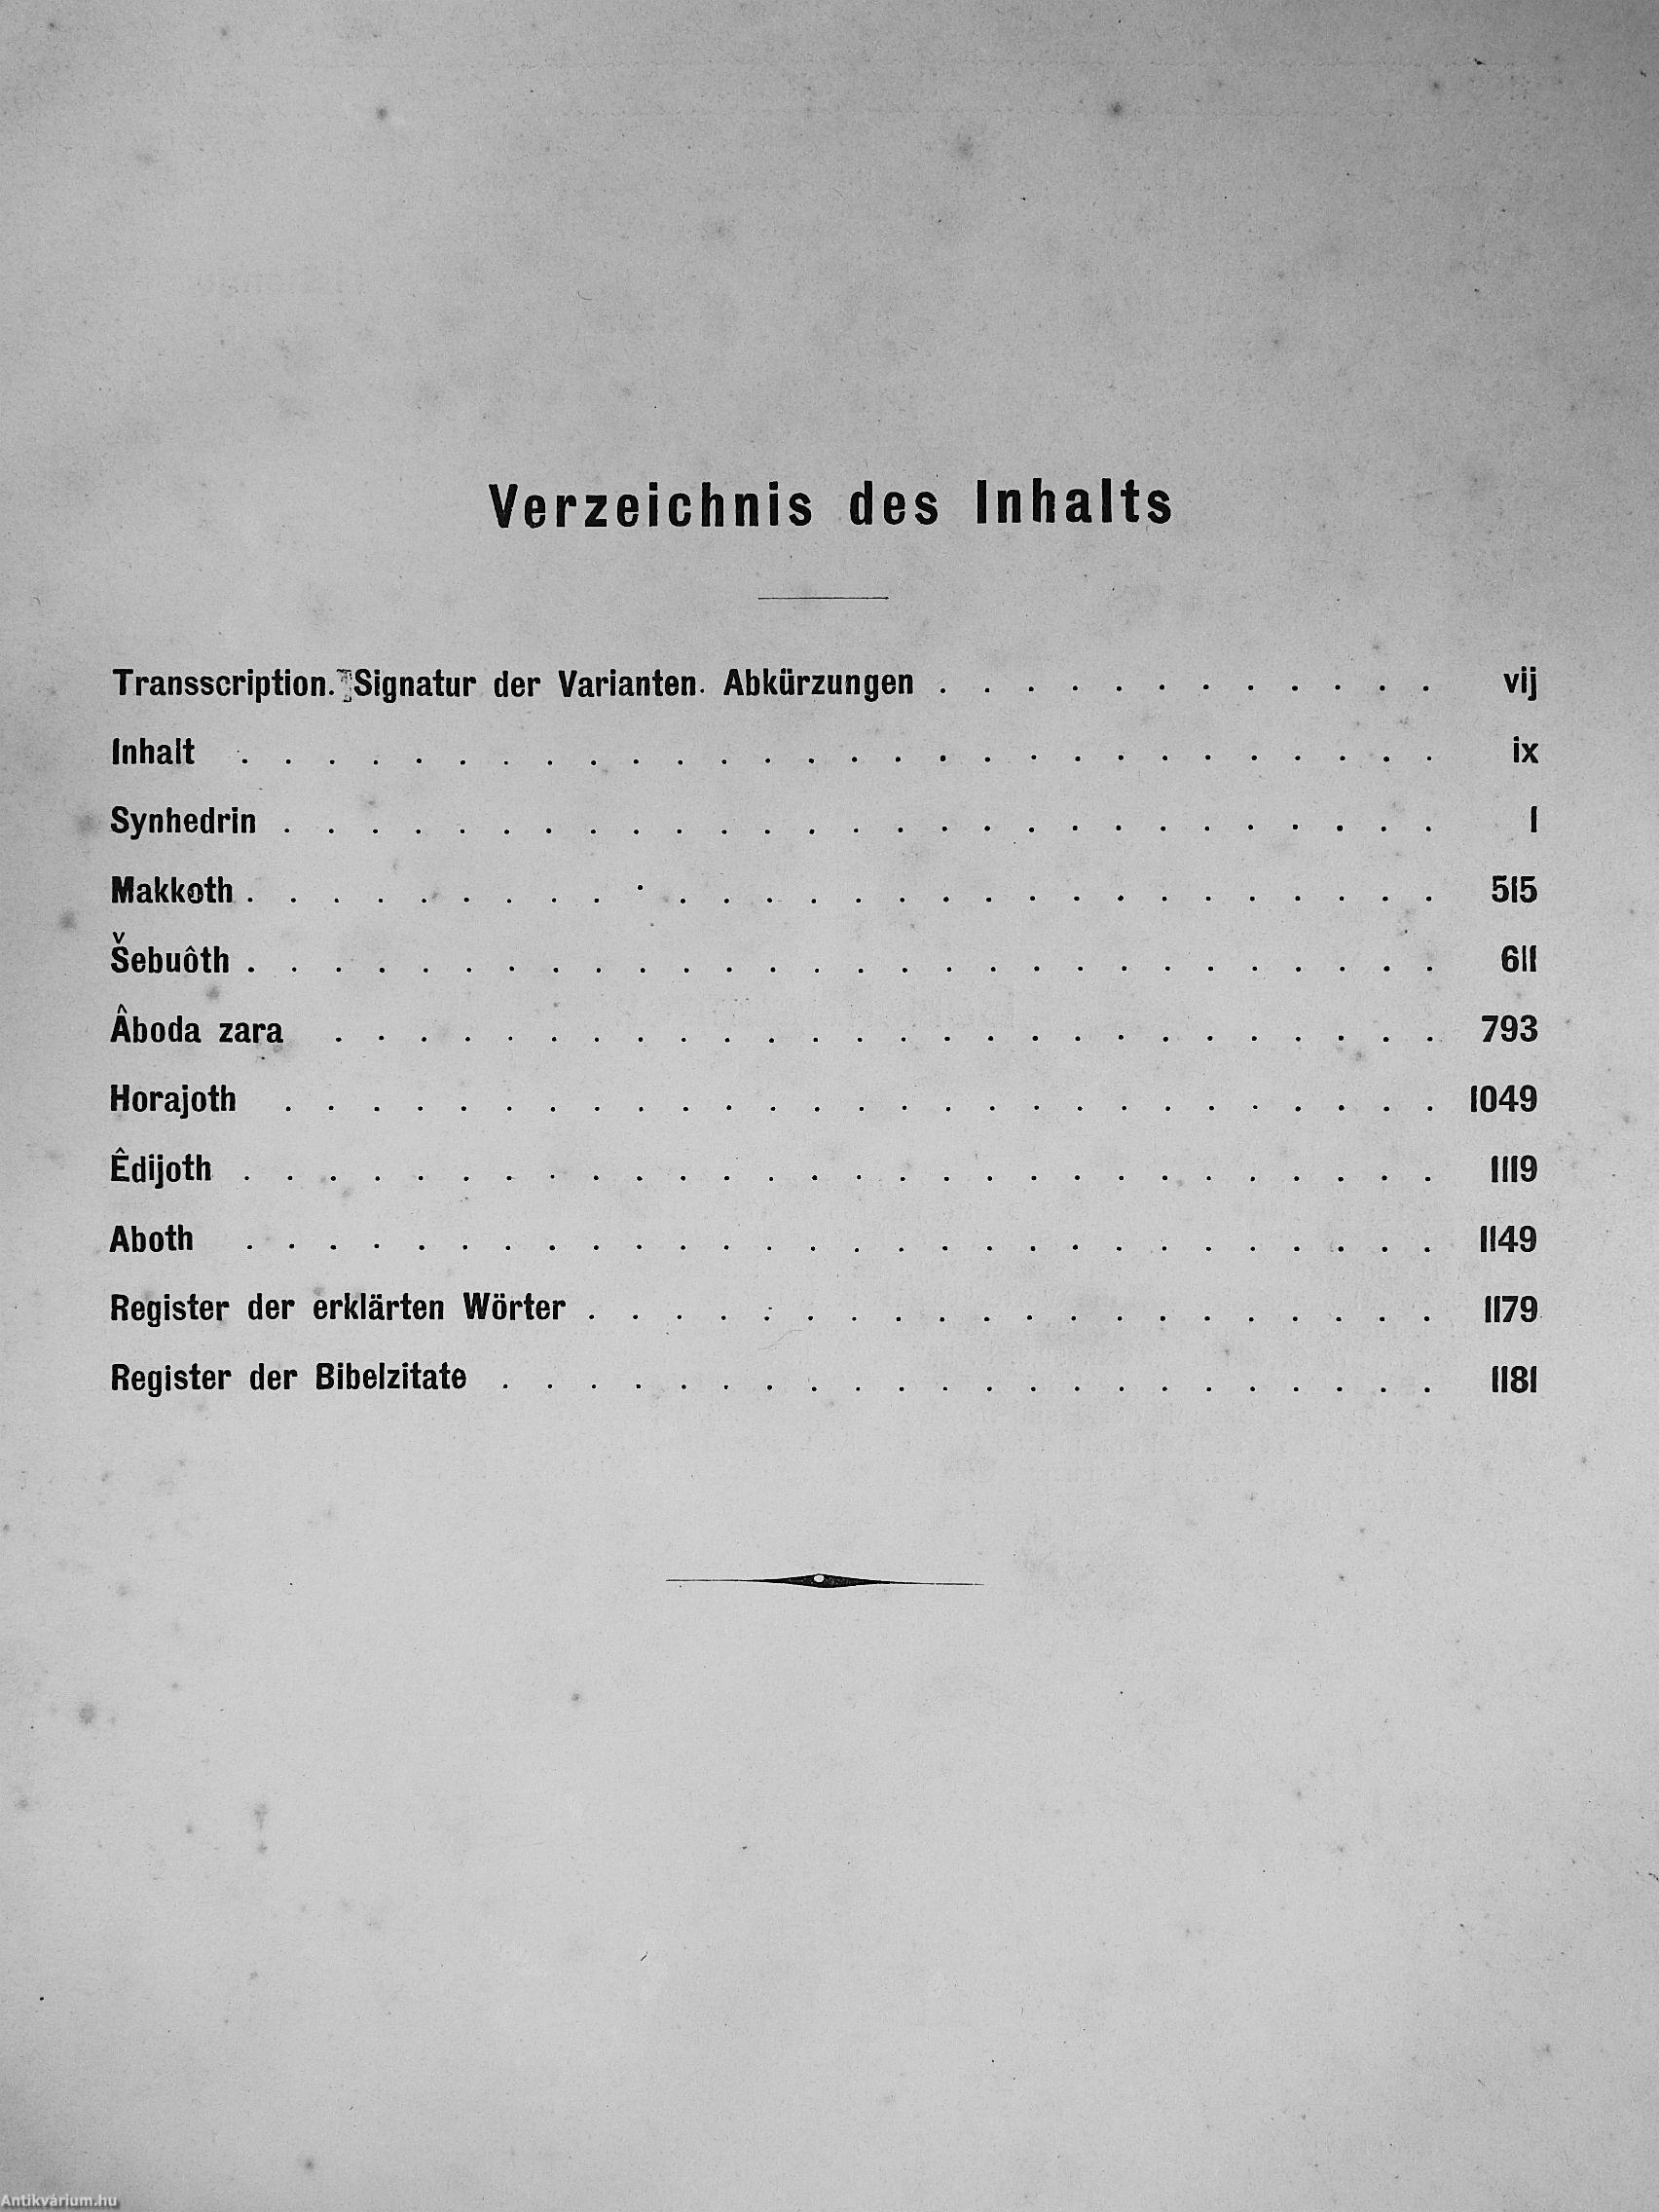 Verzeichnis des Inhalts
Transscription. Signatur der Varianten. Abkürzungen . . . . . . . . . . . . vij
Inhalt . . . . . . . . . . . . . . . . . . . . . . . . . . . . ix
Synhedrin . . . . . . . . . . . . . . . . . . . . . . . . . . . 1
Makkoth . . . . . . . . . . . . . . . . . . . . . . . . . . . . 515
Šebuôth . . . . . . . . . . . . . . . . . . . . . . . . . . . . 611
Âboda zara . . . . . . . . . . . . . . . . . . . . . . . . . . 793
Horajoth . . . . . . . . . . . . . . . . . . . . . . . . . . . 1049
Êdijoth . . . . . . . . . . . . . . . . . . . . . . . . . . . . 1119
Aboth . . . . . . . . . . . . . . . . . . . . . . . . . . . . 1149
Register der erklärten Wörter . . . . . . . . . . . . . . . . . . . . 1179
Register der Bibelzitate . . . . . . . . . . . . . . . . . . . . . . 1181
Antikvárium.hu